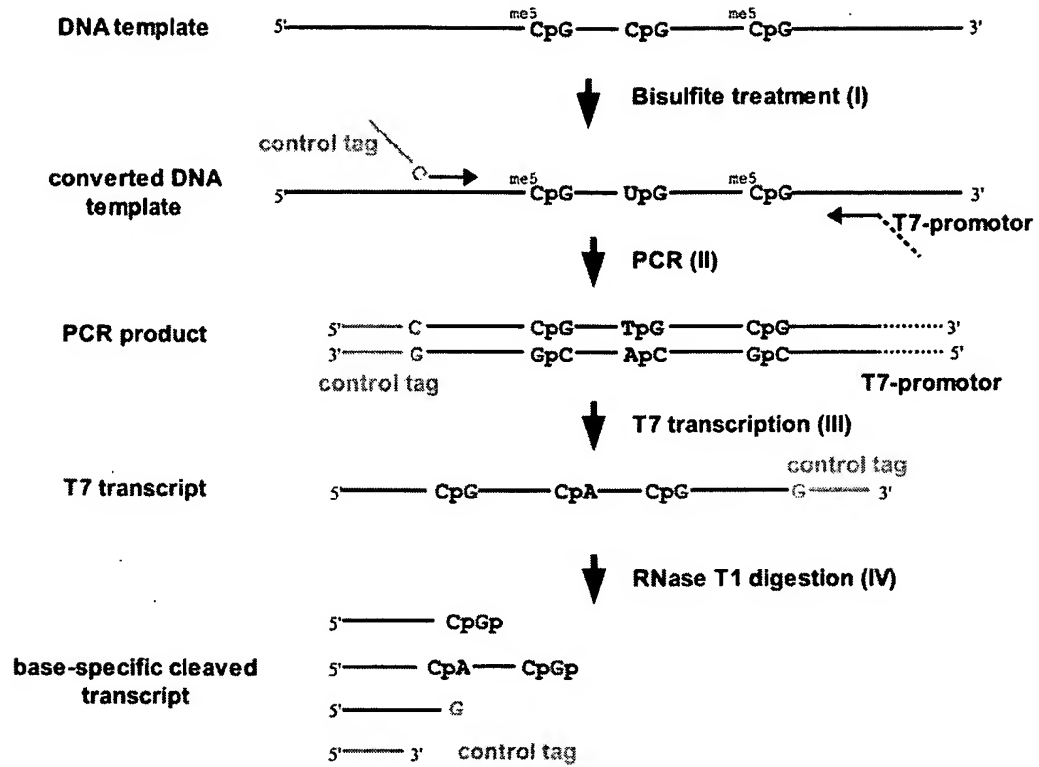 DNA template 5' me5 CpG CpG me5 CpG 3'
Bisulfite treatment (I)
control tag
C
converted DNA template
5' me5 CpG UpG me5 CpG 3'
T7-promotor
PCR (II)
PCR product
5' C CpG TpG CpG 3'
3' G GpC ApC GpC 5'
control tag
T7-promotor
T7 transcription (III)
control tag
T7 transcript 5' CpG CpA CpG G 3'
RNase T1 digestion (IV)
5' CpGp
base-specific cleaved transcript
5' CpA CpGp
5' G
5' 3' control tag